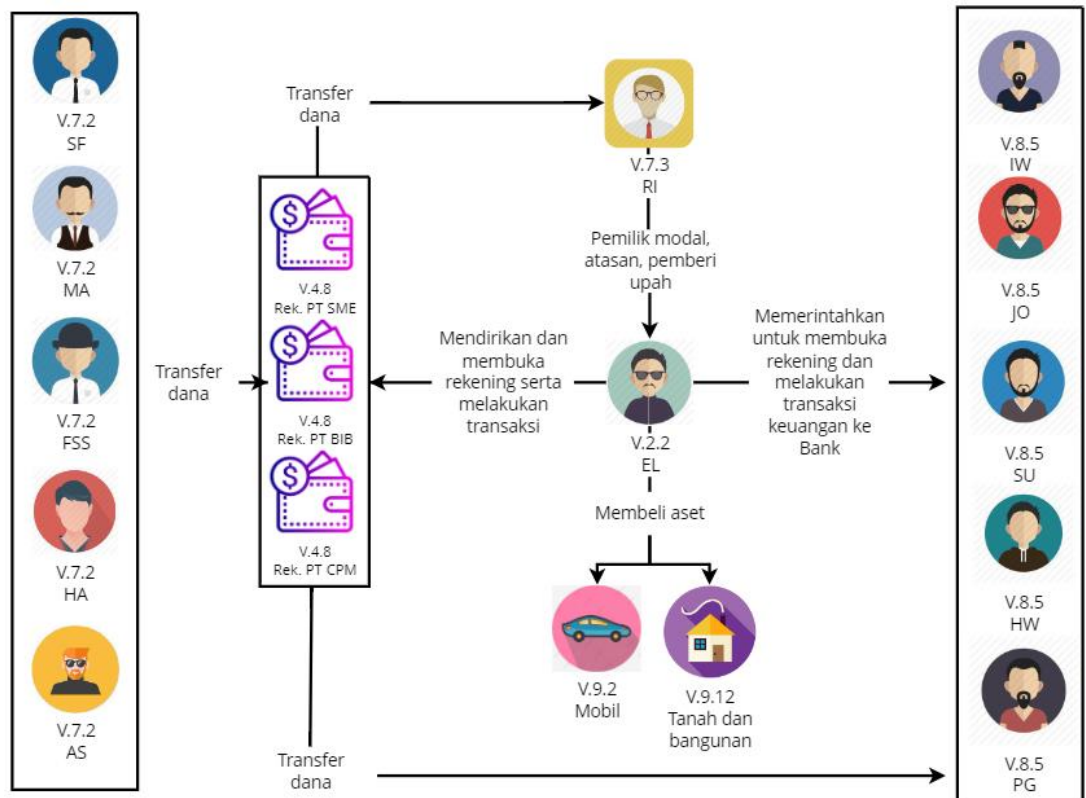 V.7.2
SF
V.7.2
MA
V.7.2
FSS
V.7.2
HA
V.7.2
AS
Transfer
dana
Transfer
dana
V.4.8
Rek. PT SME
V.4.8
Rek. PT BIB
V.4.8
Rek. PT CPM
Transfer
dana
V.7.3
RI
Pemilik modal,
atasan, pemberi
upah
Mendirikan dan
membuka
rekening serta
melakukan
transaksi
V.2.2
EL
Memerintahkan
untuk membuka
rekening dan
melakukan
transaksi
keuangan ke
Bank
Membeli aset
V.9.2
Mobil
V.9.12
Tanah dan
bangunan
V.8.5
IW
V.8.5
JO
V.8.5
SU
V.8.5
HW
V.8.5
PG